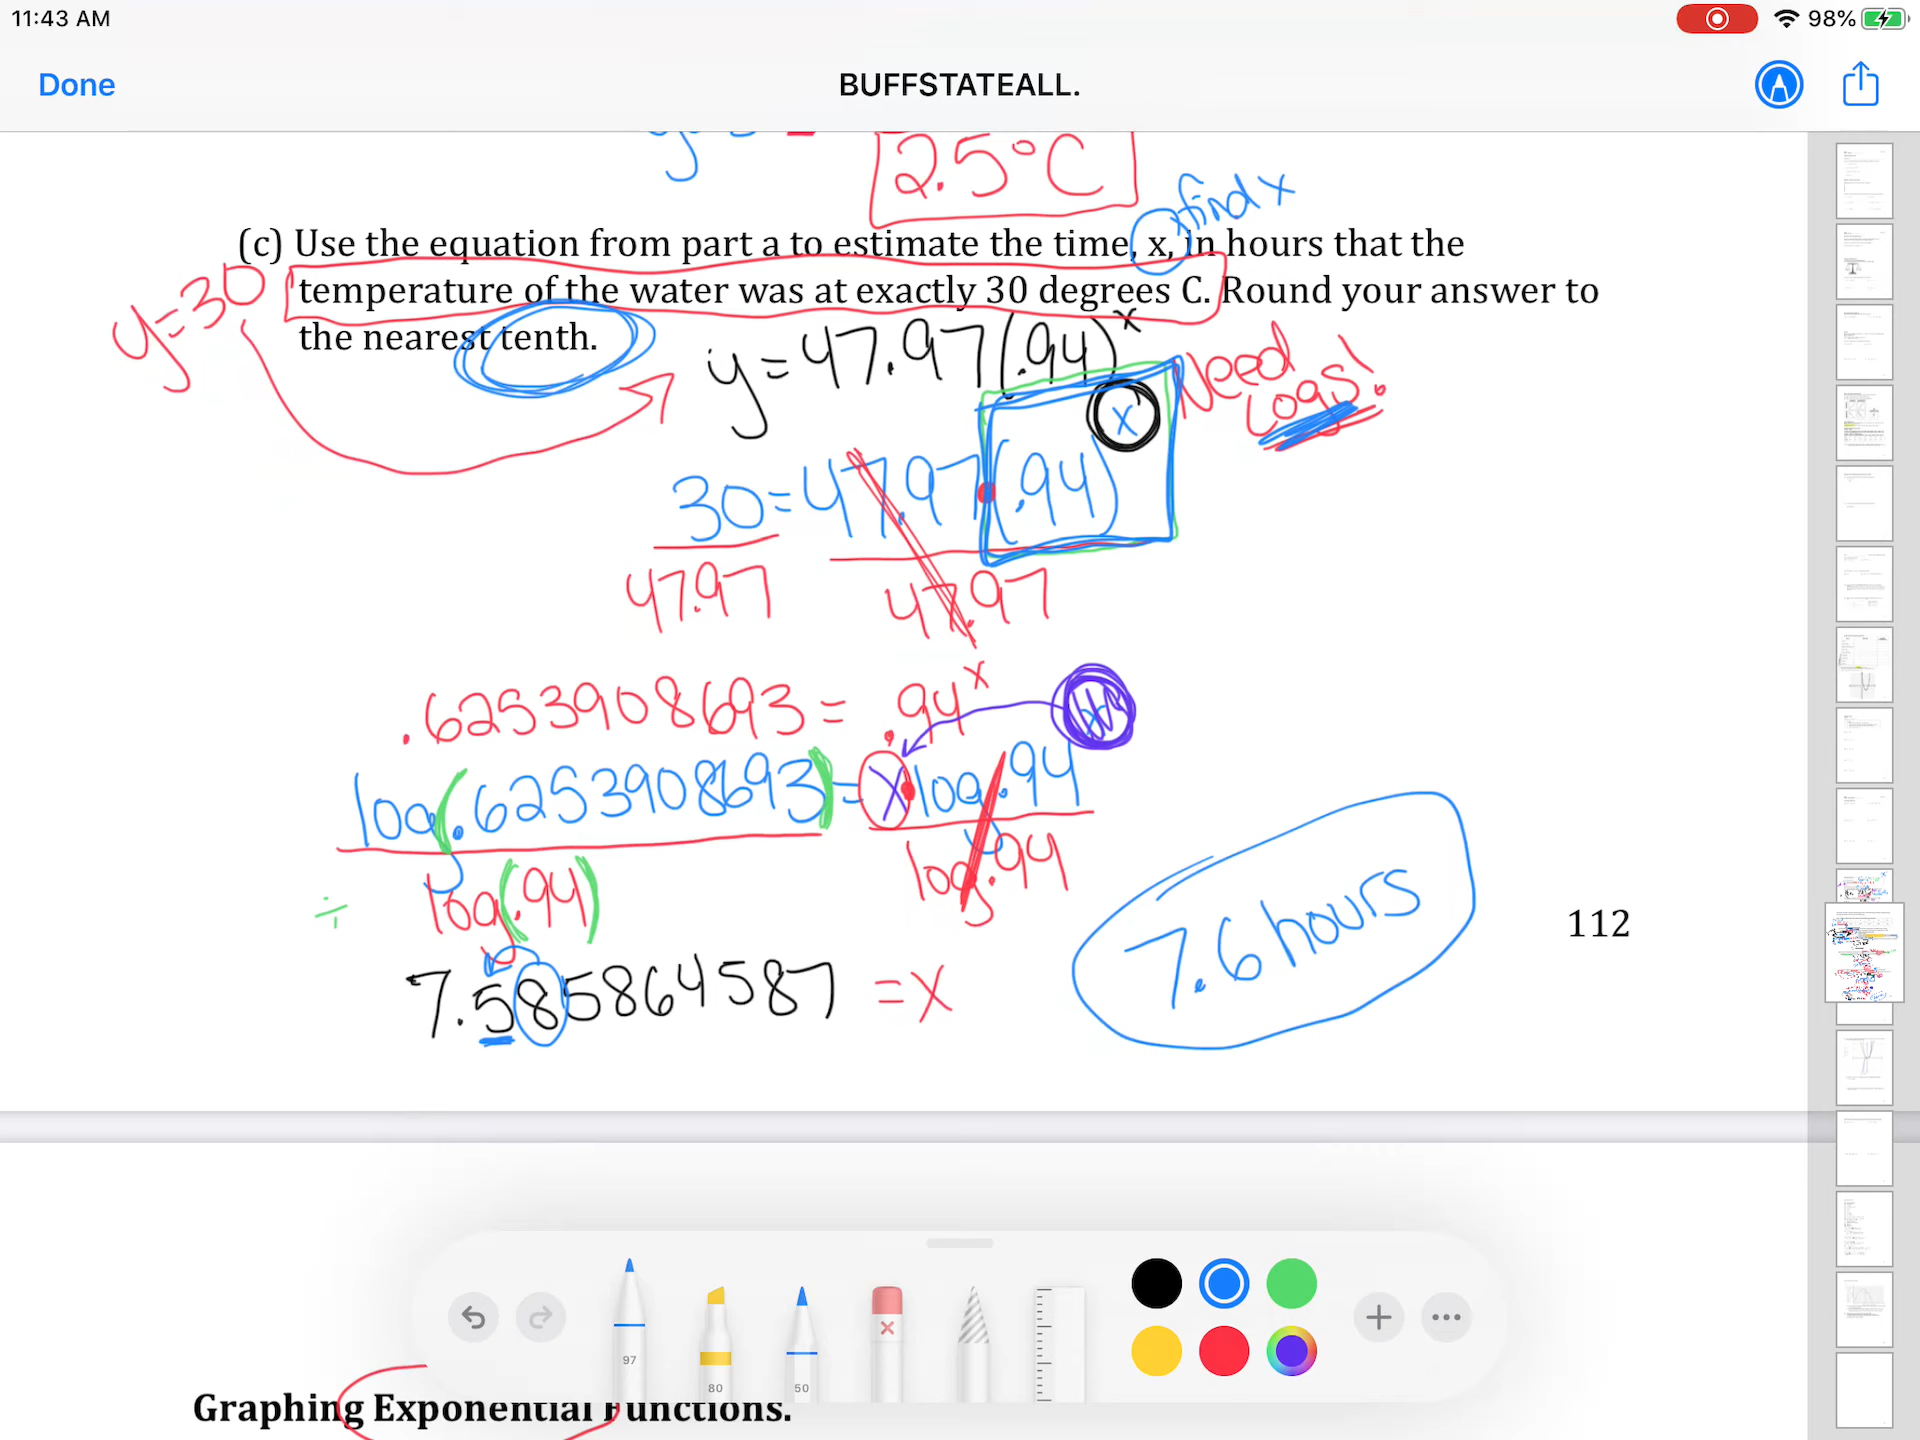 11:43 AM
98%
Done
BUFFSTATEALL.
2.5°C
find x
(c) Use the equation from part a to estimate the time, x, in hours that the
temperature of the water was at exactly 30 degrees C. Round your answer to
the nearest tenth.
y=30
y=47.97(.94)^x
Need
Logs!
30=47.97(.94)^x
47.97 47.97
.6253908693 = .94^x
log(.6253908693) = x log .94
÷ log(.94) log .94
7.585864587 = x
7.6 hours
112
97
80
50
Graphing Exponential Functions.